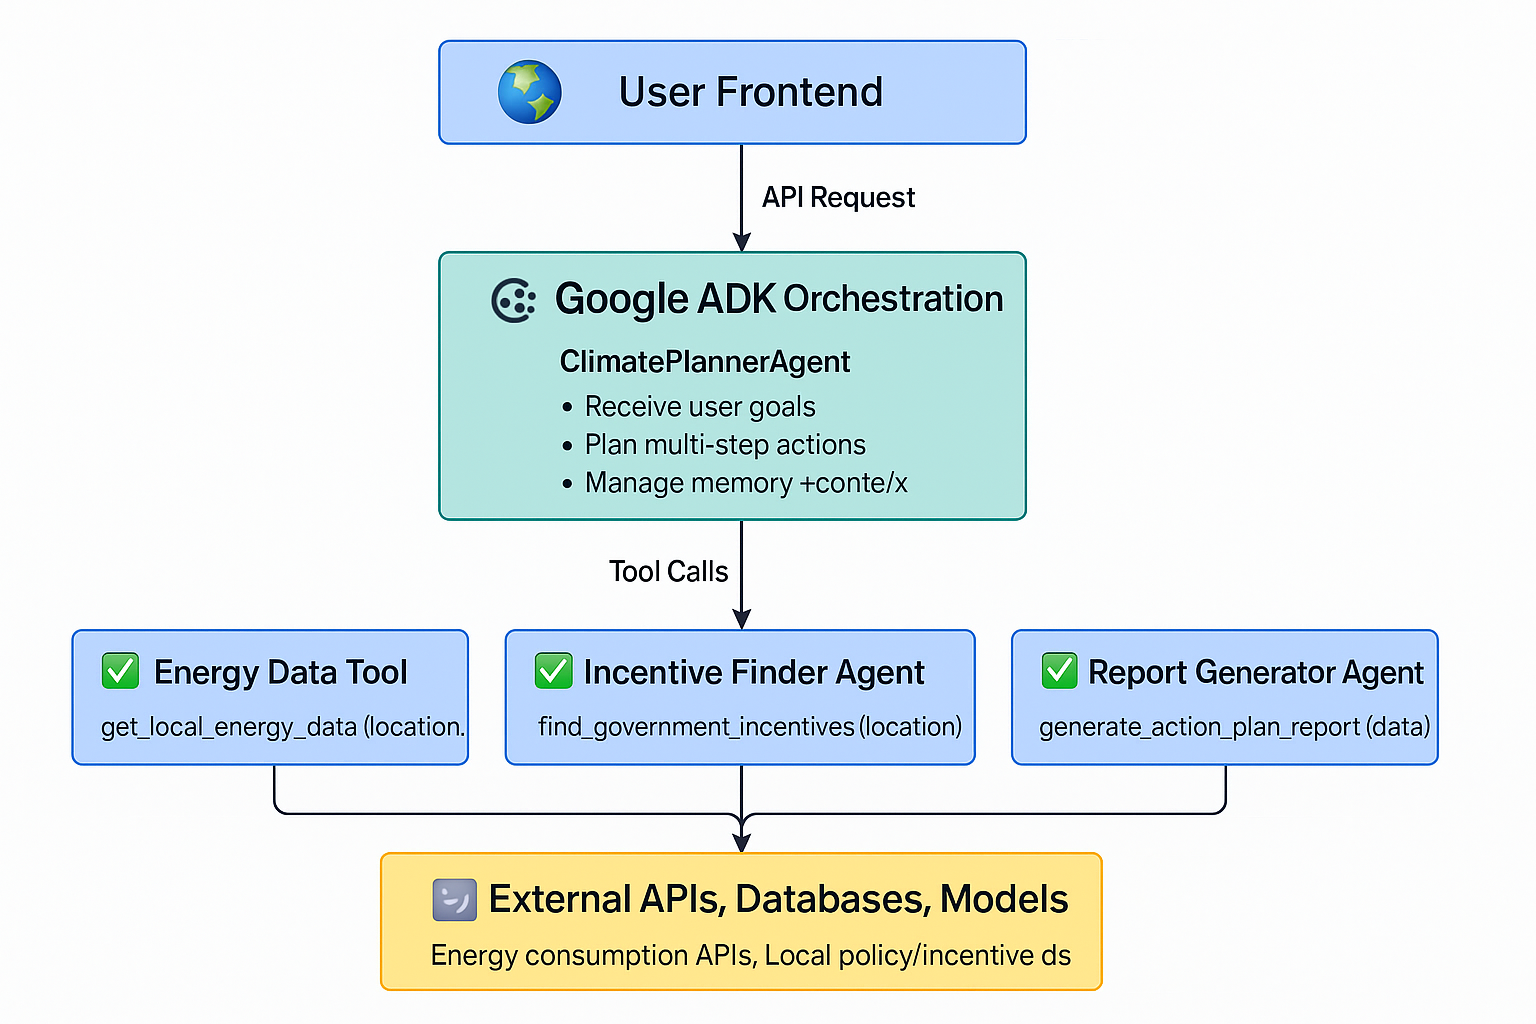 User Frontend
API Request
Google ADK Orchestration
ClimatePlannerAgent
• Receive user goals
• Plan multi-step actions
• Manage memory +conte/x
Tool Calls
Energy Data Tool
get_local_energy_data (location.
Incentive Finder Agent
find_government_incentives (location)
Report Generator Agent
generate_action_plan_report (data)
External APIs, Databases, Models
Energy consumption APIs, Local policy/incentive ds